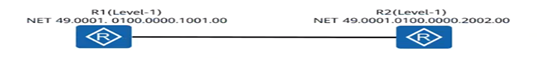 R1(Level-1)
NET 49.0001. 0100.0000.1001.00
R2(Level-1)
NET 49.0001.0100.0000.2002.00
R
R